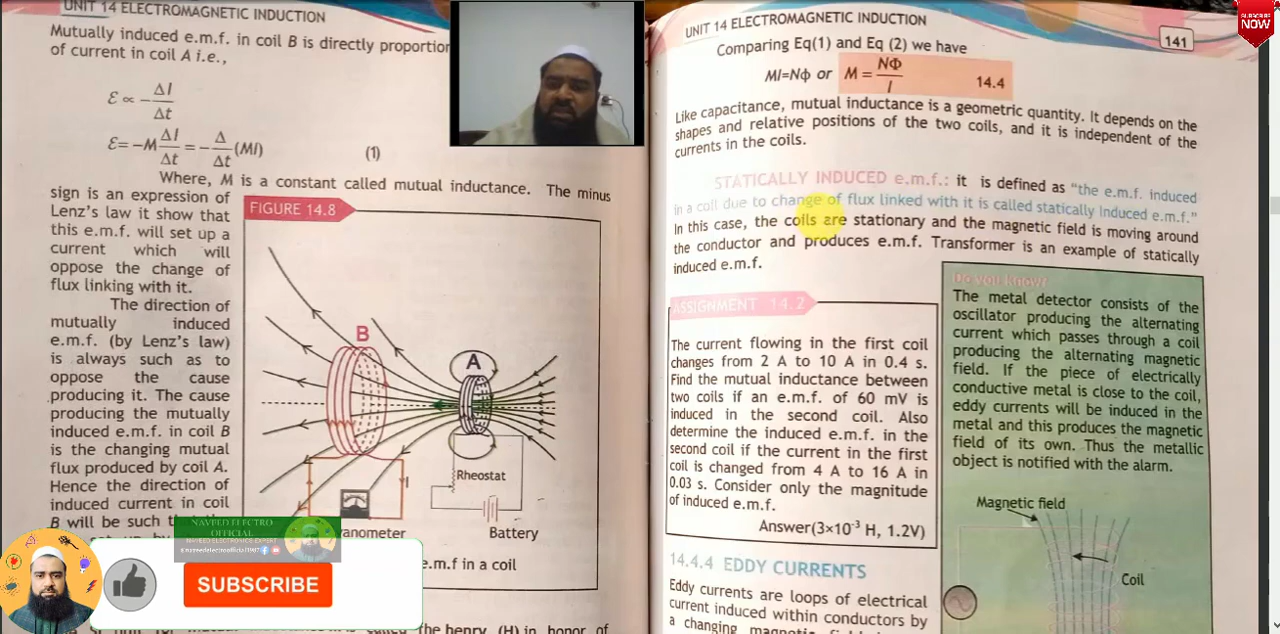 UNIT 14 ELECTROMAGNETIC INDUCTION
Mutually induced e.m.f. in coil B is directly proportion
of current in coil A i.e.,
Ɛ ∝ - ΔI/Δt
Ɛ= -M ΔI/Δt = - Δ/Δt (MI) (1)
Where, M is a constant called mutual inductance. The minus
sign is an expression of
Lenz's law it show that
this e.m.f. will set up a
current which will
oppose the change of
flux linking with it.
The direction of
mutually induced
e.m.f. (by Lenz's law)
is always such as to
oppose the cause
producing it. The cause
producing the mutually
induced e.m.f. in coil B
is the changing mutual
flux produced by coil A.
Hence the direction of
induced current in coil
B will be such th
FIGURE 14.8
B
A
I
Rheostat
Battery
vanometer
e.m.f in a coil
the henry (H) in honor of
NAVEED ELECTRO
OFFICIAL
NAVEED ELECTRONICS EXPERT
SUBSCRIBE
SUBSCRIBE
NOW
UNIT 14 ELECTROMAGNETIC INDUCTION
141
Comparing Eq(1) and Eq (2) we have
MI=Nϕ or M = NΦ/I 14.4
Like capacitance, mutual inductance is a geometric quantity. It depends on the
shapes and relative positions of the two coils, and it is independent of the
currents in the coils.
STATICALLY INDUCED e.m.f.: it is defined as "the e.m.f. induced
in a coil due to change of flux linked with it is called statically induced e.m.f."
In this case, the coils are stationary and the magnetic field is moving around
the conductor and produces e.m.f. Transformer is an example of statically
induced e.m.f.
ASSIGNMENT 14.2
The current flowing in the first coil
changes from 2 A to 10 A in 0.4 s.
Find the mutual inductance between
two coils if an e.m.f. of 60 mV is
induced in the second coil. Also
determine the induced e.m.f. in the
second coil if the current in the first
coil is changed from 4 A to 16 A in
0.03 s. Consider only the magnitude
of induced e.m.f.
Answer(3×10⁻³ H, 1.2V)
14.4.4 EDDY CURRENTS
Eddy currents are loops of electrical
current induced within conductors by
a changing magnetic field
Do you know?
The metal detector consists of the
oscillator producing the alternating
current which passes through a coil
producing the alternating magnetic
field. If the piece of electrically
conductive metal is close to the coil,
eddy currents will be induced in the
metal and this produces the magnetic
field of its own. Thus the metallic
object is notified with the alarm.
Magnetic field
Coil